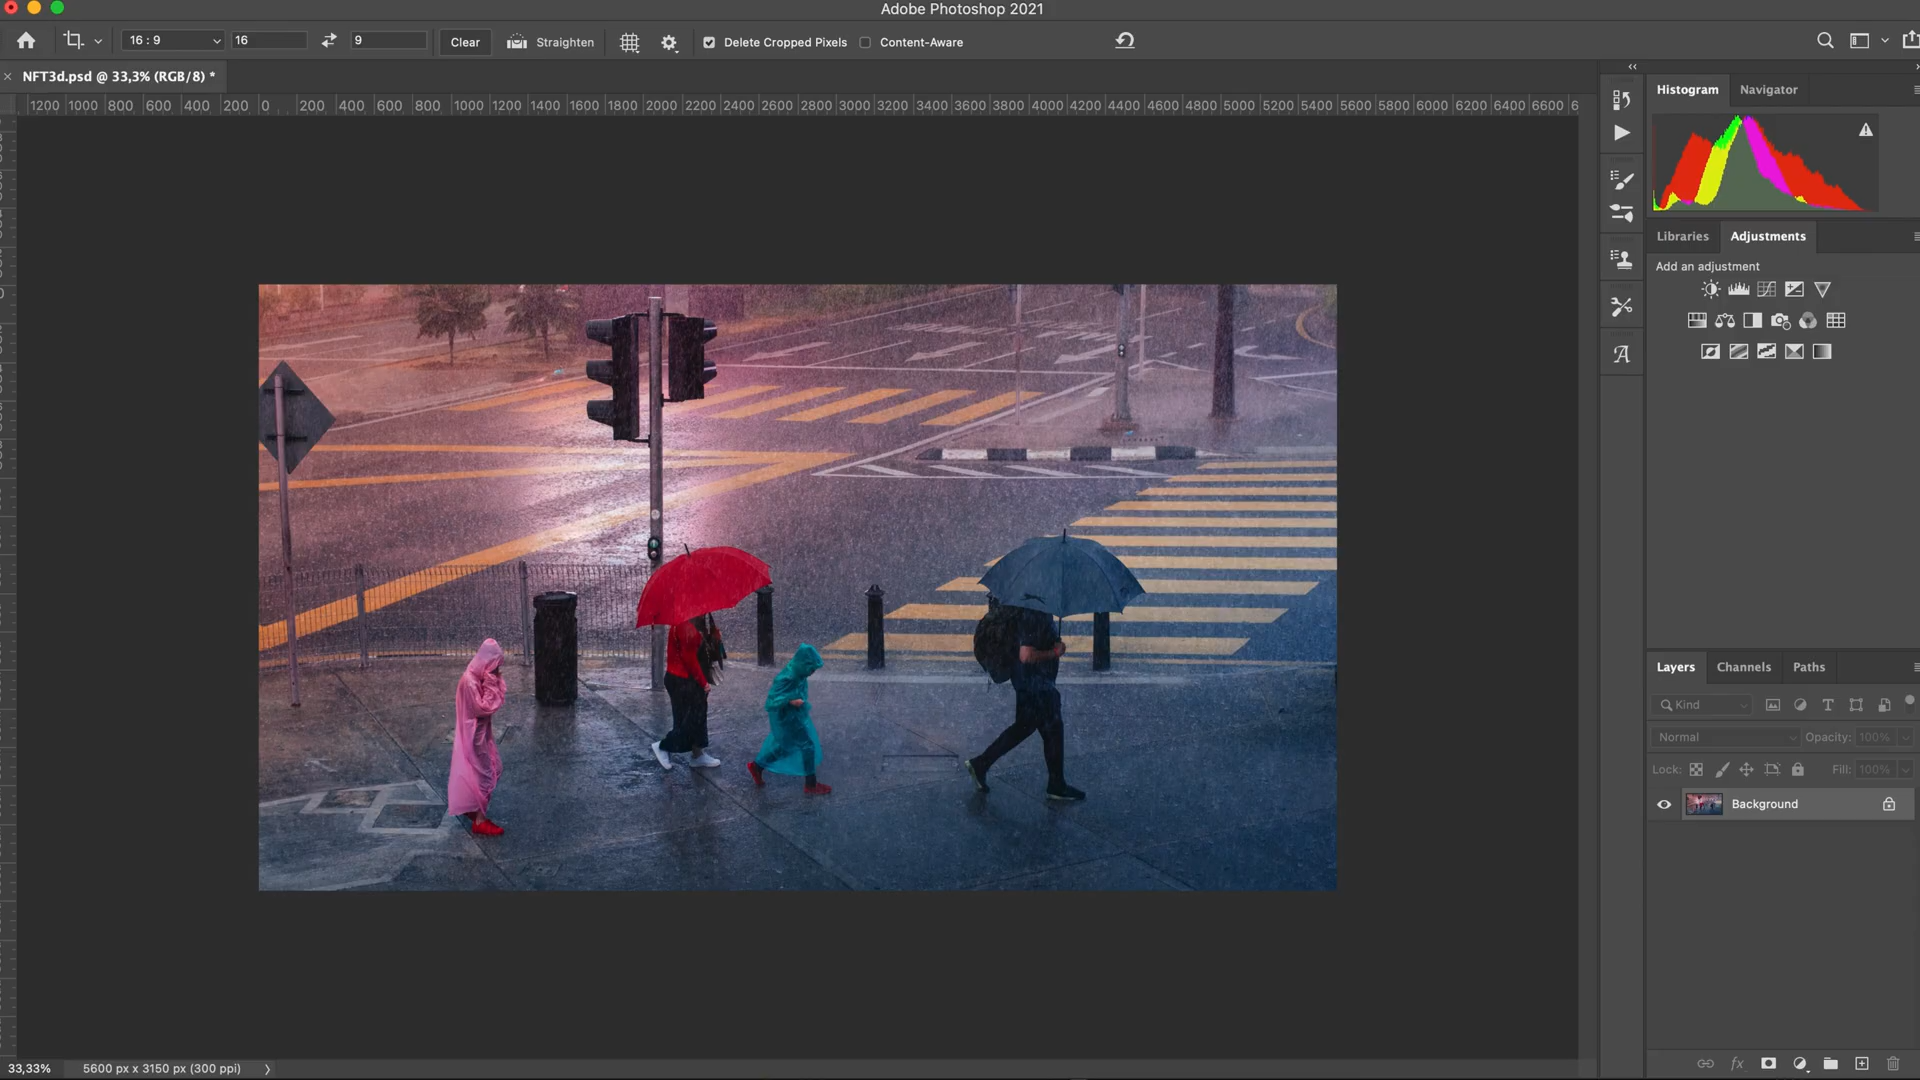 Adobe Photoshop 2021
16 : 9 16 9 Clear Straighten Delete Cropped Pixels Content-Aware
NFT3d.psd @ 33,3% (RGB/8) *
1200 1000 800 600 400 200 0 200 400 600 800 1000 1200 1400 1600 1800 2000 2200 2400 2600 2800 3000 3200 3400 3600 3800 4000 4200 4400 4600 4800 5000 5200 5400 5600 5800 6000 6200 6400 6600 6
Histogram Navigator
Libraries Adjustments
Add an adjustment
Layers Channels Paths
Kind
Normal Opacity: 100%
Lock: Fill: 100%
Background
fx
33,33% 5600 px x 3150 px (300 ppi)